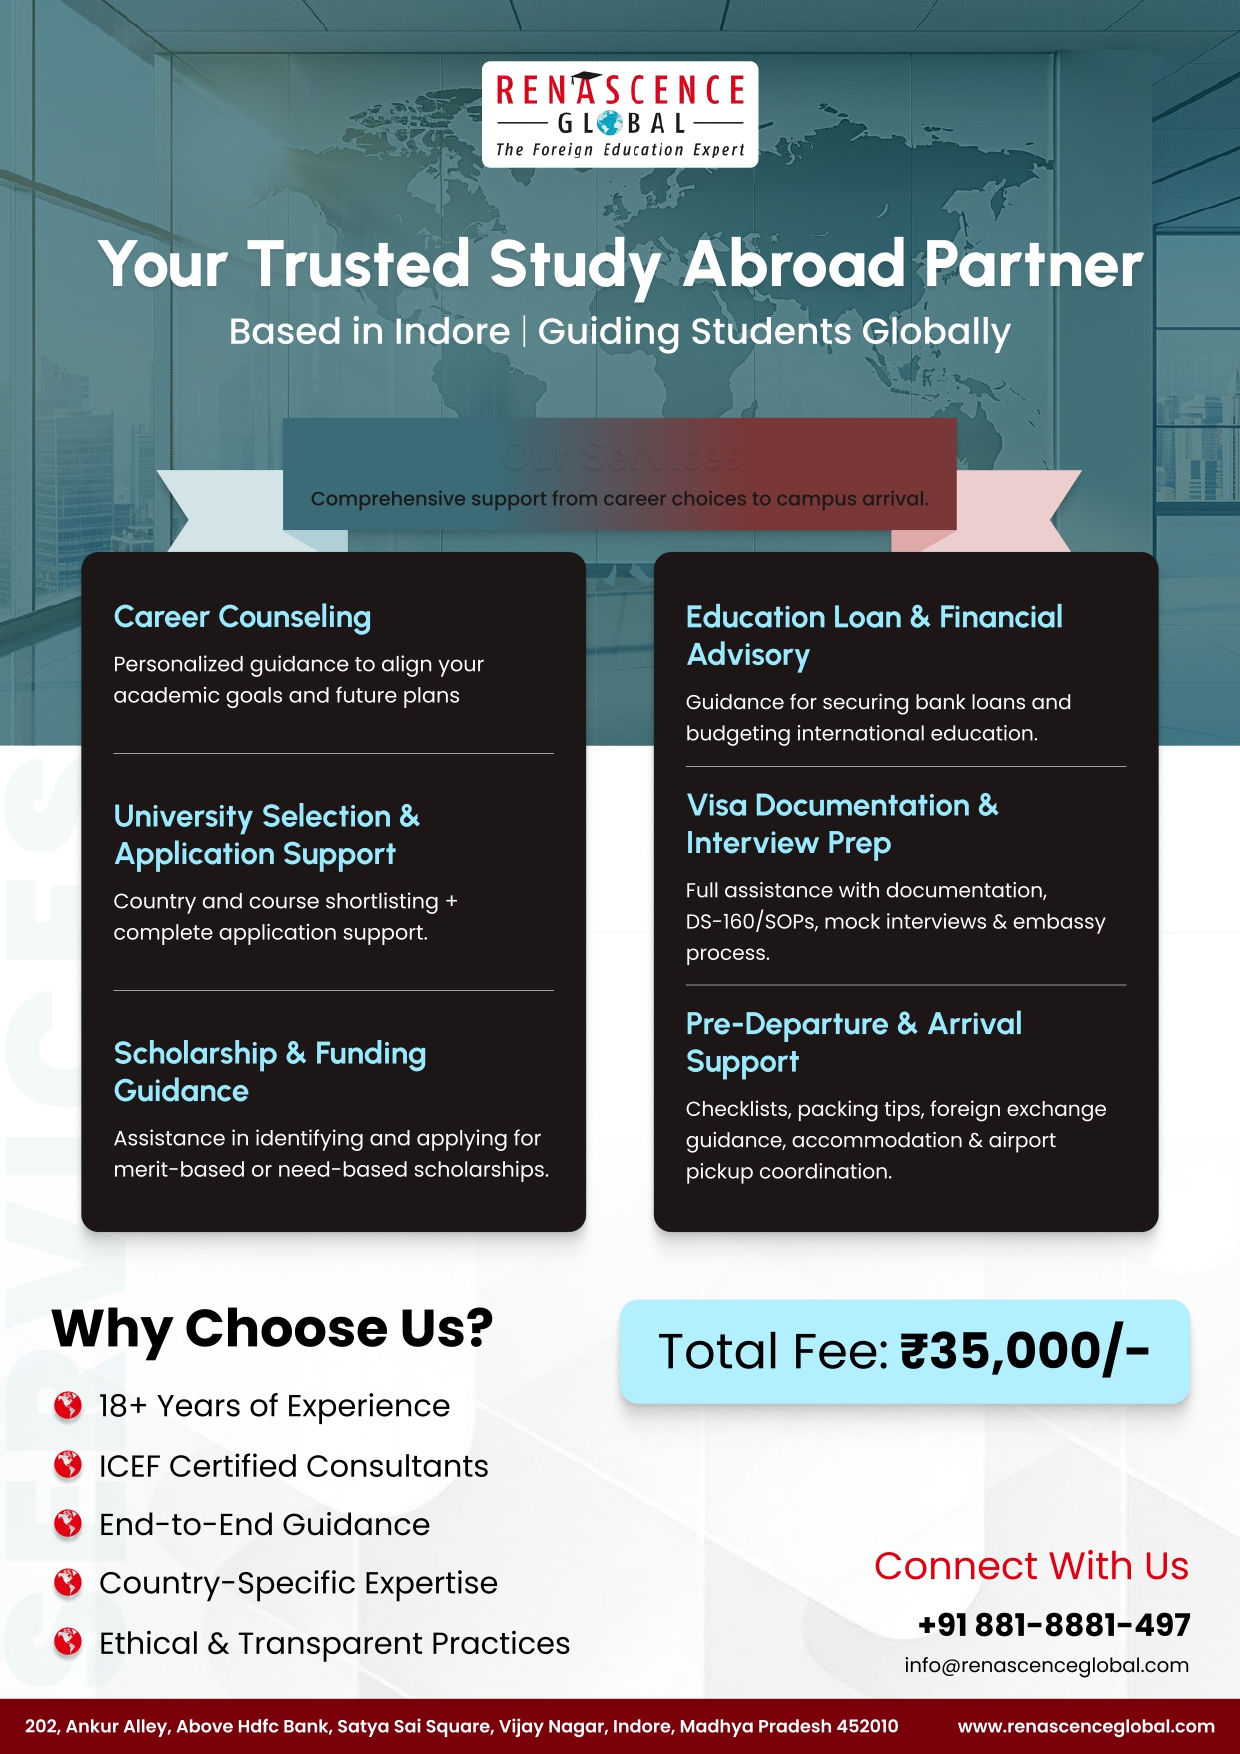 RENASCENCE
GLOBAL
The Foreign Education Expert
Your Trusted Study Abroad Partner
Based in Indore | Guiding Students Globally
Our Services
Comprehensive support from career choices to campus arrival.
Career Counseling
Personalized guidance to align your
academic goals and future plans
University Selection &
Application Support
Country and course shortlisting +
complete application support.
Scholarship & Funding
Guidance
Assistance in identifying and applying for
merit-based or need-based scholarships.
Education Loan & Financial
Advisory
Guidance for securing bank loans and
budgeting international education.
Visa Documentation &
Interview Prep
Full assistance with documentation,
DS-160/SOPs, mock interviews & embassy
process.
Pre-Departure & Arrival
Support
Checklists, packing tips, foreign exchange
guidance, accommodation & airport
pickup coordination.
SERVICES
Why Choose Us?
18+ Years of Experience
ICEF Certified Consultants
End-to-End Guidance
Country-Specific Expertise
Ethical & Transparent Practices
Total Fee: ₹35,000/-
Connect With Us
+91 881-8881-497
info@renascenceglobal.com
202, Ankur Alley, Above Hdfc Bank, Satya Sai Square, Vijay Nagar, Indore, Madhya Pradesh 452010
www.renascenceglobal.com